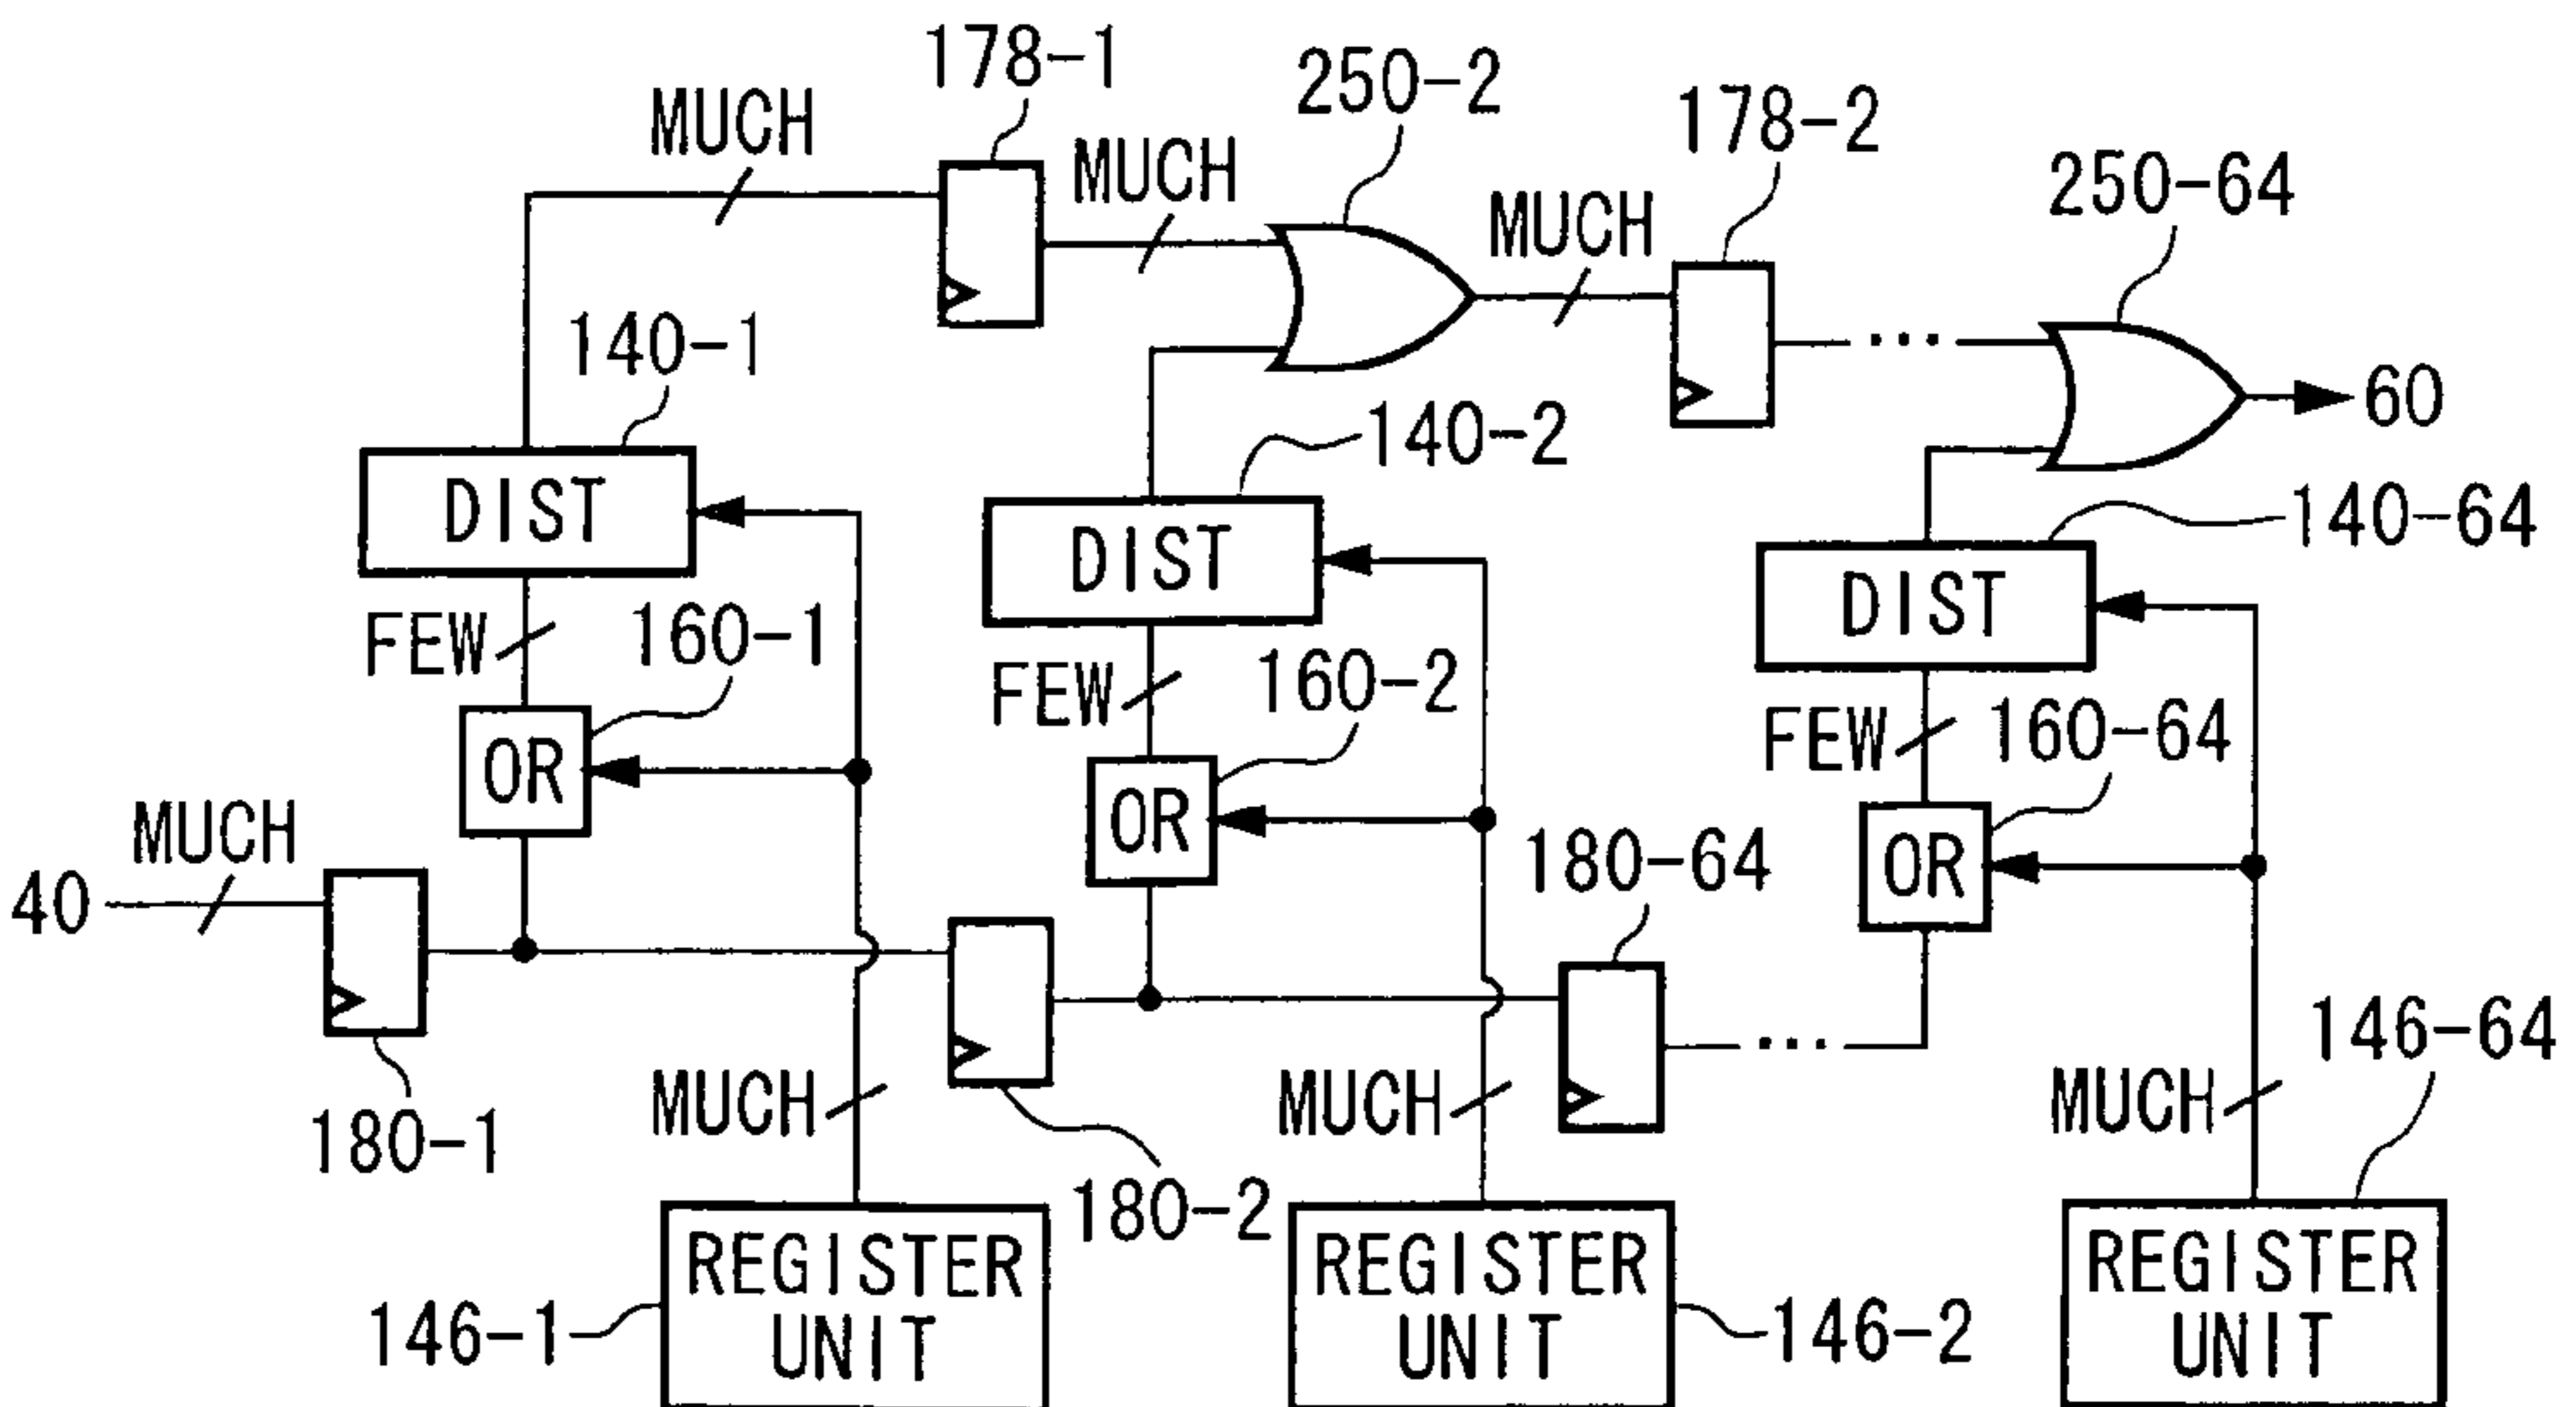 178-1
250-2
MUCH
178-2
MUCH
250-64
MUCH
140-1
60
140-2
DIST
140-64
DIST
DIST
FEW
160-1
FEW
160-2
FEW
160-64
OR
OR
MUCH
180-64
OR
40
146-64
MUCH
MUCH
MUCH
180-1
180-2
REGISTER
UNIT
REGISTER
UNIT
REGISTER
UNIT
146-1
146-2